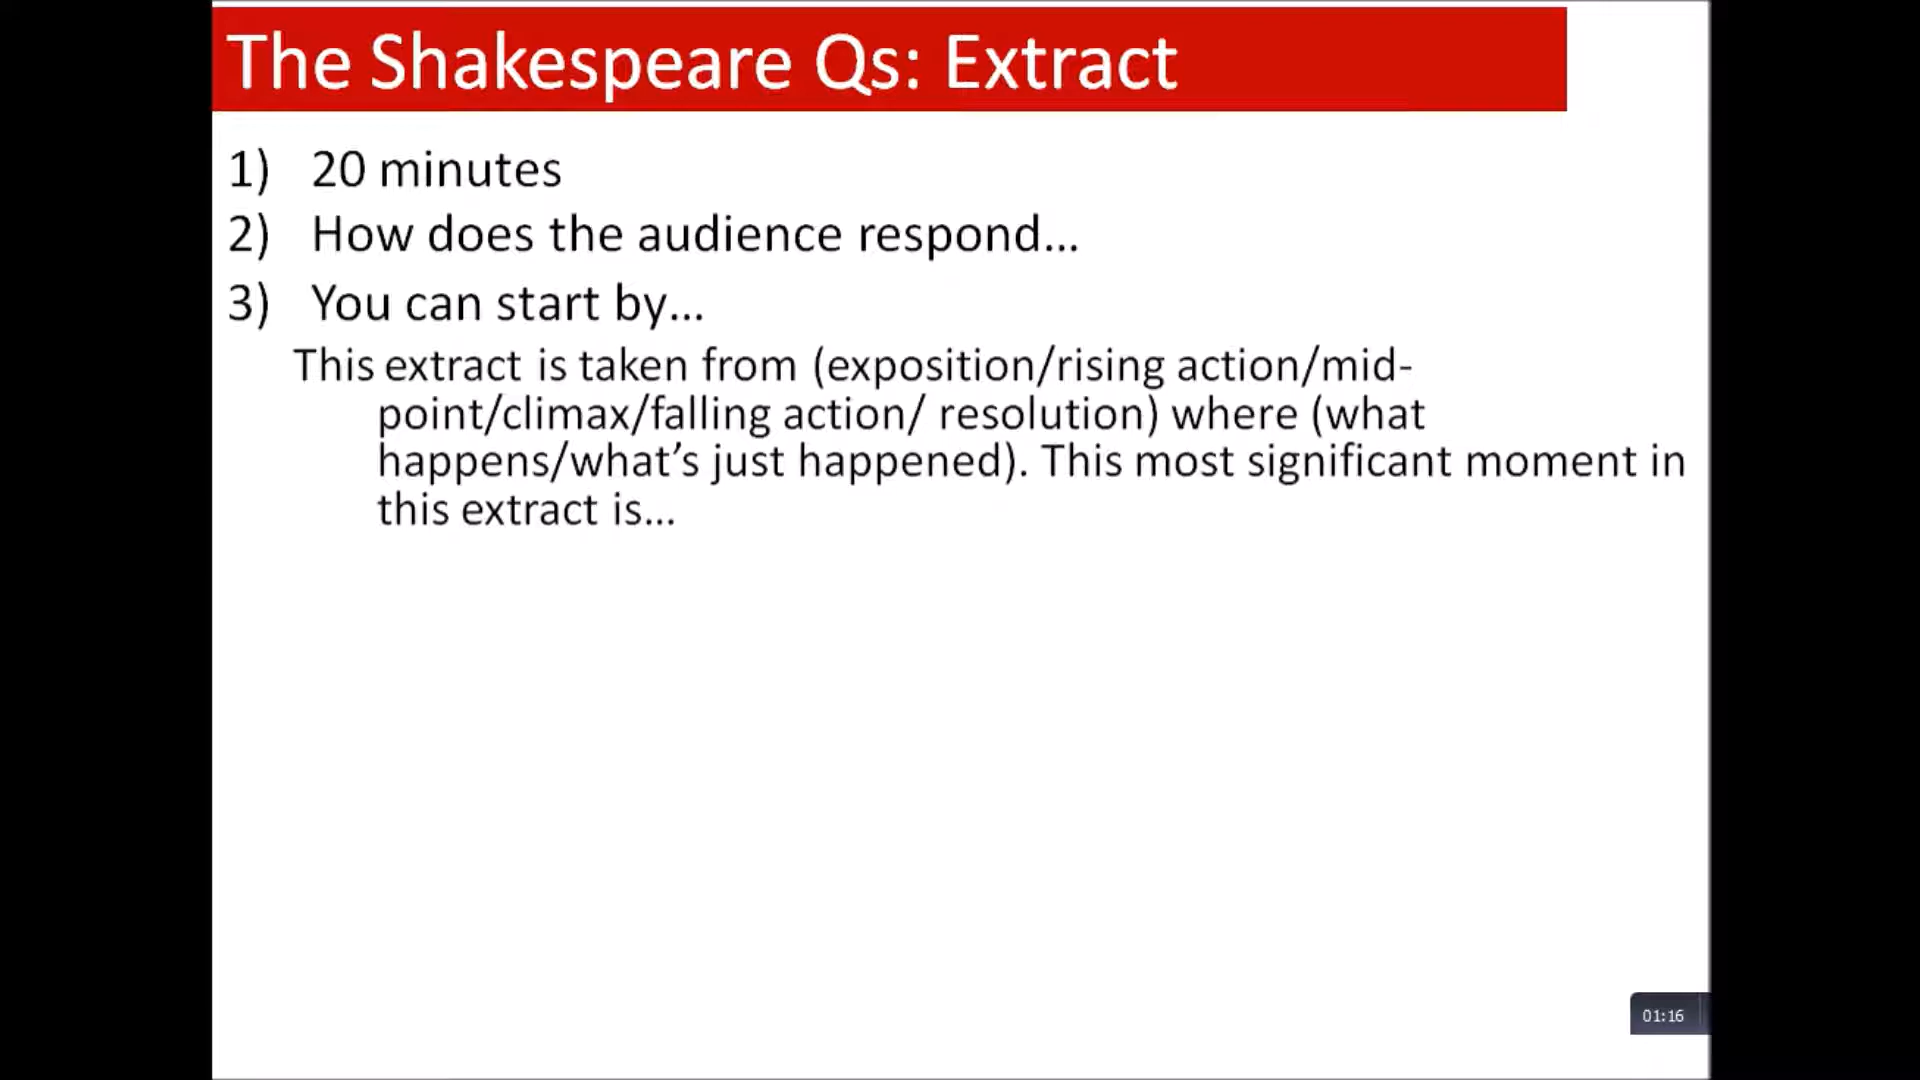 The Shakespeare Qs: Extract
1) 20 minutes
2) How does the audience respond...
3) You can start by...
This extract is taken from (exposition/rising action/mid-
point/climax/falling action/ resolution) where (what
happens/what’s just happened). This most significant moment in
this extract is...
01:16